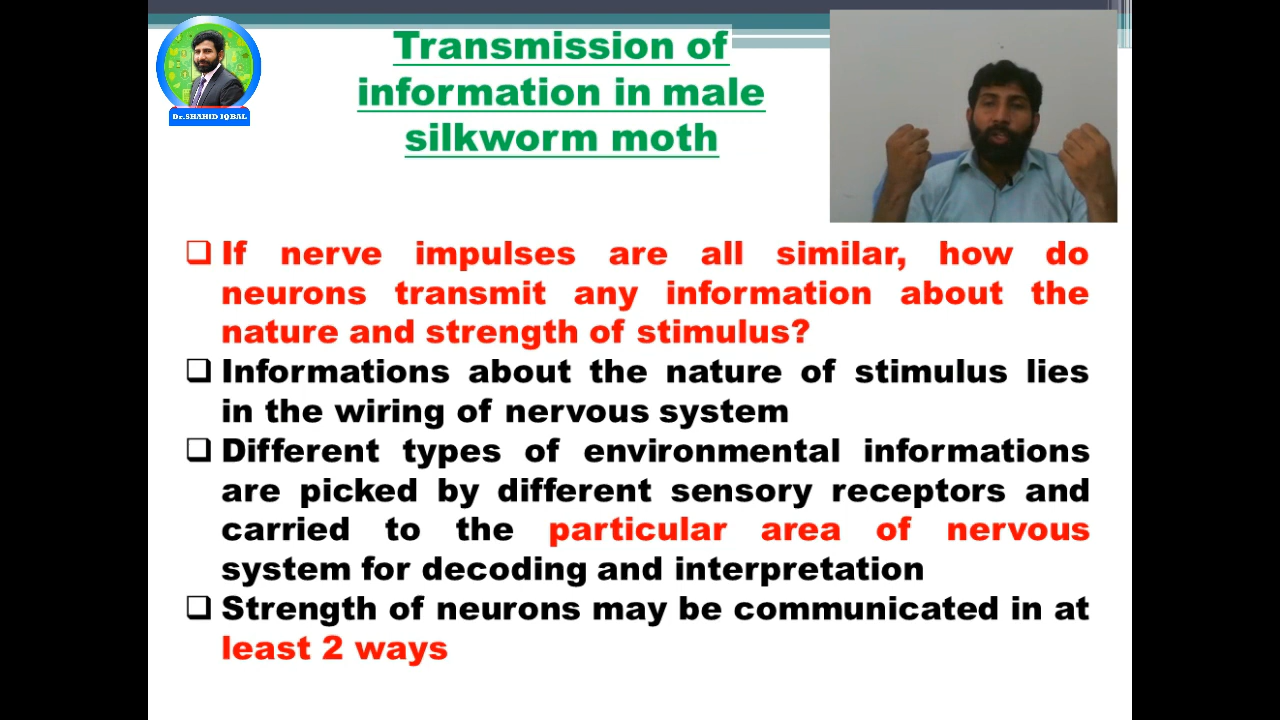 Dr.SHAHID IQBAL
Transmission of
information in male
silkworm moth
If nerve impulses are all similar, how do
neurons transmit any information about the
nature and strength of stimulus?
Informations about the nature of stimulus lies
in the wiring of nervous system
Different types of environmental informations
are picked by different sensory receptors and
carried to the particular area of nervous
system for decoding and interpretation
Strength of neurons may be communicated in at
least 2 ways